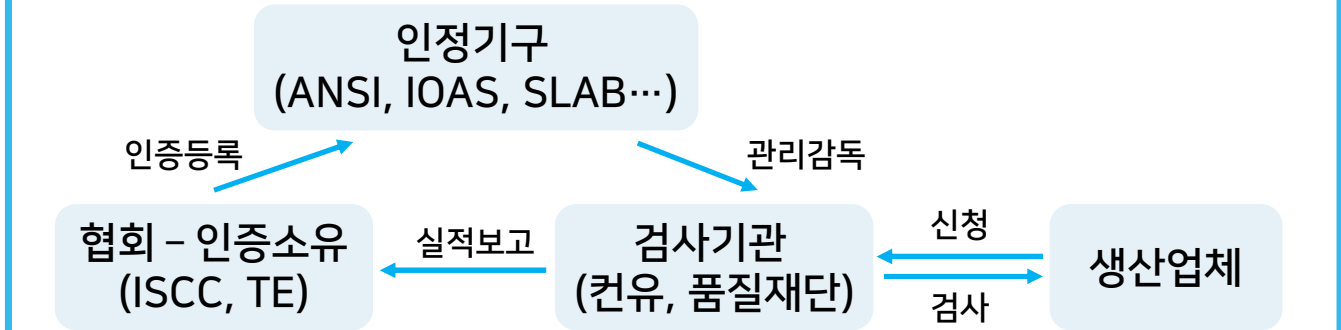 인정기구
(ANSI, IOAS, SLAB…)
인증등록
관리감독
협회 – 인증소유
(ISCC, TE)
실적보고
검사기관
(컨유, 품질재단)
신청
검사
생산업체